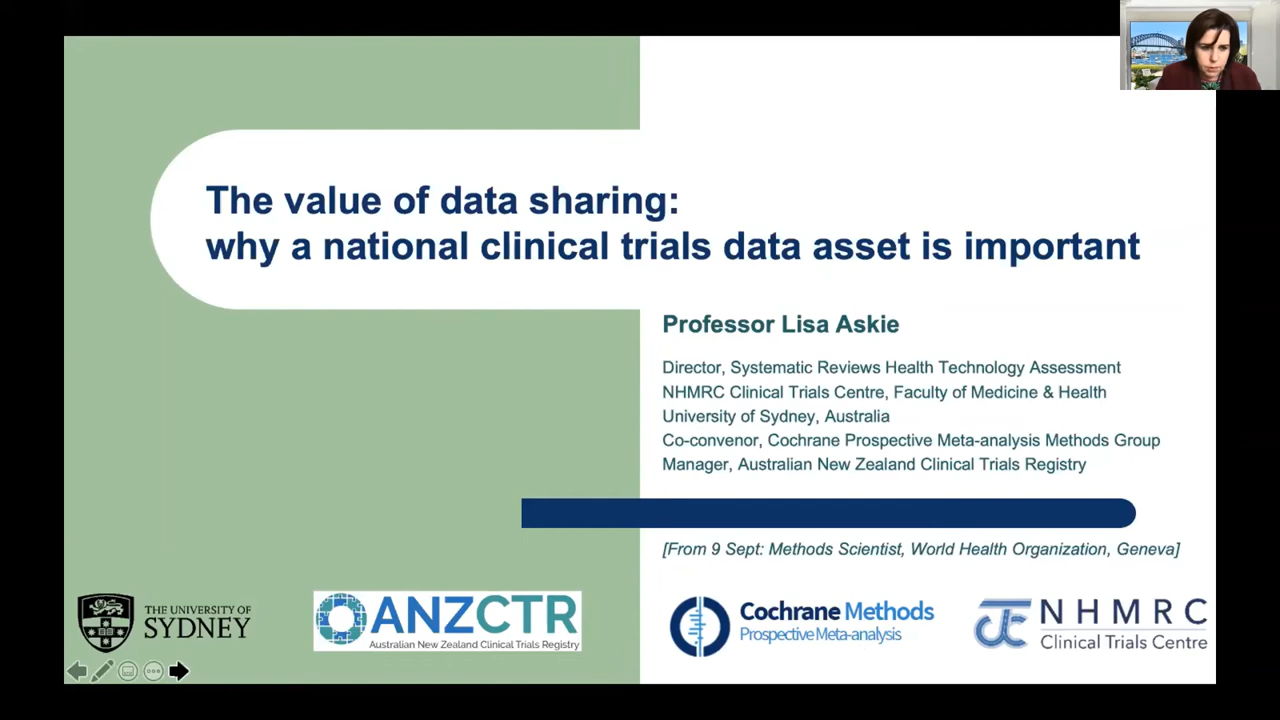 The value of data sharing:
why a national clinical trials data asset is important
Professor Lisa Askie
Director, Systematic Reviews Health Technology Assessment
NHMRC Clinical Trials Centre, Faculty of Medicine & Health
University of Sydney, Australia
Co-convenor, Cochrane Prospective Meta-analysis Methods Group
Manager, Australian New Zealand Clinical Trials Registry
[From 9 Sept: Methods Scientist, World Health Organization, Geneva]
THE UNIVERSITY OF
SYDNEY
ANZCTR
Australian New Zealand Clinical Trials Registry
Cochrane Methods
Prospective Meta-analysis
NHMRC
Clinical Trials Centre